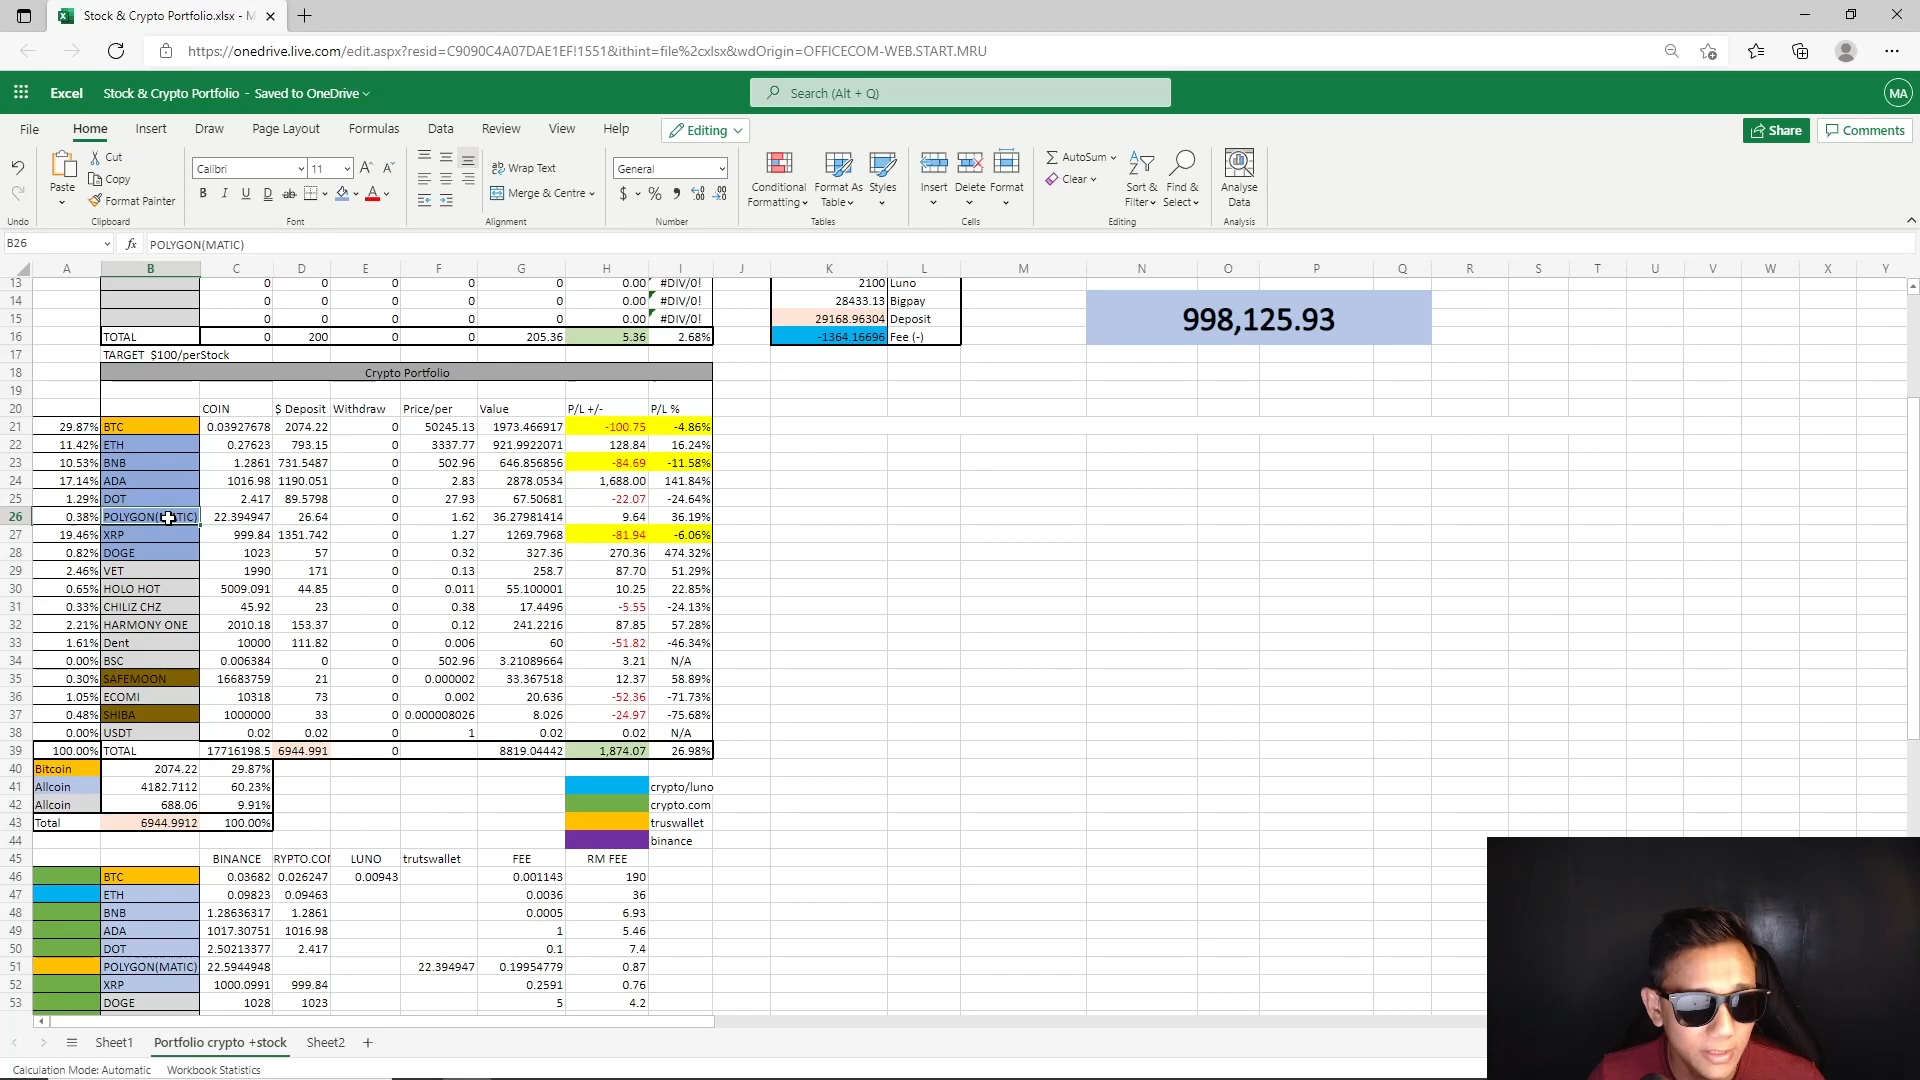 Stock & Crypto Portfolio.xlsx - M
https://onedrive.live.com/edit.aspx?resid=C9090C4A07DAE1EF!1551&ithint=file%2cxlsx&wdOrigin=OFFICECOM-WEB.START.MRU
Excel Stock & Crypto Portfolio - Saved to OneDrive Search (Alt + Q) MA
File Home Insert Draw Page Layout Formulas Data Review View Help Editing Share Comments
Paste Cut Copy Format Painter Calibri 11 Wrap Text Merge & Centre General Conditional Formatting Format As Table Styles Insert Delete Format AutoSum Clear Sort & Filter Find & Select Analyse Data
Undo Clipboard Font Alignment Number Tables Cells Editing Analysis
B26 fx POLYGON(MATIC)
A B C D E F G H I J K L M N O P Q R S T U V W X Y
13 0 0 0 0 0 0.00 #DIV/0! 2100 Luno
14 0 0 0 0 0 0.00 #DIV/0! 28433.13 Bigpay
15 0 0 0 0 0 0.00 #DIV/0! 29168.96304 Deposit 998,125.93
16 TOTAL 0 200 0 0 205.36 5.36 2.68% -1364.16696 Fee (-)
17 TARGET $100/perStock
18 Crypto Portfolio
19
20 COIN $ Deposit Withdraw Price/per Value P/L +/- P/L %
21 29.87% BTC 0.03927678 2074.22 0 50245.13 1973.466917 -100.75 -4.86%
22 11.42% ETH 0.27623 793.15 0 3337.77 921.9922071 128.84 16.24%
23 10.53% BNB 1.2861 731.5487 0 502.96 646.856856 -84.69 -11.58%
24 17.14% ADA 1016.98 1190.051 0 2.83 2878.0534 1,688.00 141.84%
25 1.29% DOT 2.417 89.5798 0 27.93 67.50681 -22.07 -24.64%
26 0.38% POLYGON(MATIC) 22.394947 26.64 0 1.62 36.27981414 9.64 36.19%
27 19.46% XRP 999.84 1351.742 0 1.27 1269.7968 -81.94 -6.06%
28 0.82% DOGE 1023 57 0 0.32 327.36 270.36 474.32%
29 2.46% VET 1990 171 0 0.13 258.7 87.70 51.29%
30 0.65% HOLO HOT 5009.091 44.85 0 0.011 55.100001 10.25 22.85%
31 0.33% CHILIZ CHZ 45.92 23 0 0.38 17.4496 -5.55 -24.13%
32 2.21% HARMONY ONE 2010.18 153.37 0 0.12 241.2216 87.85 57.28%
33 1.61% Dent 10000 111.82 0 0.006 60 -51.82 -46.34%
34 0.00% BSC 0.006384 0 0 502.96 3.21089664 3.21 N/A
35 0.30% SAFEMOON 16683759 21 0 0.000002 33.367518 12.37 58.89%
36 1.05% ECOMI 10318 73 0 0.002 20.636 -52.36 -71.73%
37 0.48% SHIBA 1000000 33 0 0.000008026 8.026 -24.97 -75.68%
38 0.00% USDT 0.02 0.02 0 1 0.02 0.02 N/A
39 100.00% TOTAL 17716198.5 6944.991 0 8819.04442 1,874.07 26.98%
40 Bitcoin 2074.22 29.87%
41 Allcoin 4182.7112 60.23% crypto/luno
42 Allcoin 688.06 9.91% crypto.com
43 Total 6944.9912 100.00% truswallet
44 binance
45 BINANCE RYPTO.COM LUNO trutswallet FEE RM FEE
46 BTC 0.03682 0.026247 0.00943 0.001143 190
47 ETH 0.09823 0.09463 0.0036 36
48 BNB 1.28636317 1.2861 0.0005 6.93
49 ADA 1017.30751 1016.98 1 5.46
50 DOT 2.50213377 2.417 0.1 7.4
51 POLYGON(MATIC) 22.5944948 22.394947 0.19954779 0.87
52 XRP 1000.0991 999.84 0.2591 0.76
53 DOGE 1028 1023 5 4.2
Sheet1 Portfolio crypto +stock Sheet2
Calculation Mode: Automatic Workbook Statistics